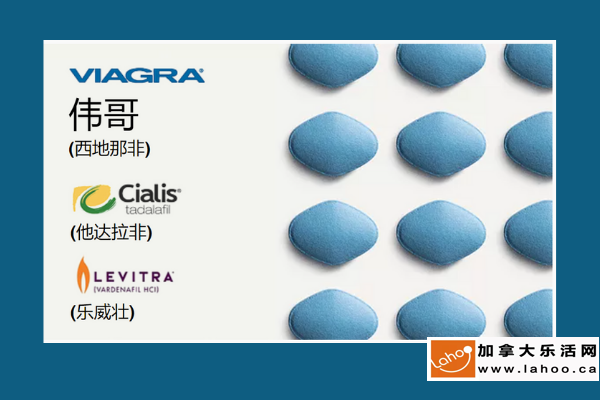 VIAGRA®
伟哥
(西地那非)
Cialis®
tadalafil
(他达拉非)
LEVITRA®
(VARDENAFIL HCl)
(乐威壮)
Lahoo
加拿大乐活网
www.lahoo.ca